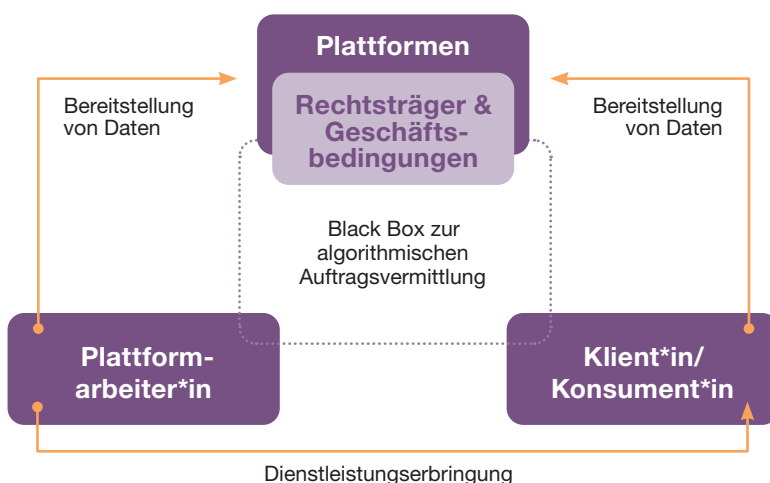 Plattformen
Rechtsträger &
Geschäfts-
bedingungen
Bereitstellung
von Daten
Bereitstellung
von Daten
Black Box zur
algorithmischen
Auftragsvermittlung
Plattform-
arbeiter*in
Klient*in/
Konsument*in
Dienstleistungserbringung